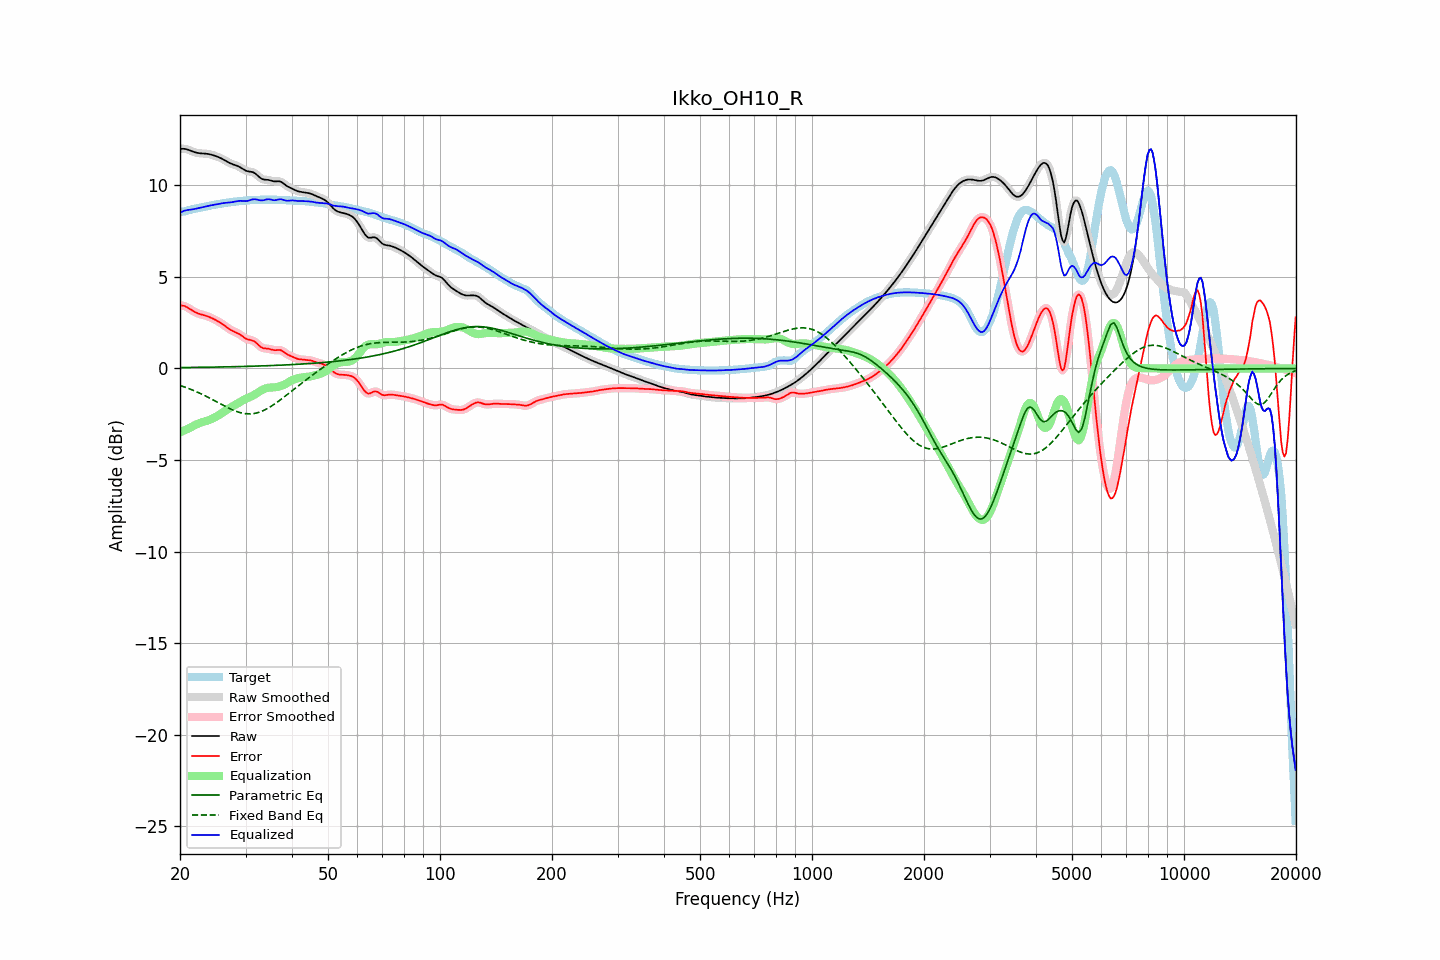 Ikko_OH10_R
Amplitude (dBr)
10
5
0
−5
−10
−15
−20
−25
Target
Raw Smoothed
Error Smoothed
Raw
Error
Equalization
Parametric Eq
Fixed Band Eq
Equalized
20 50 100 200 500 1000 2000 5000 10000 20000
Frequency (Hz)